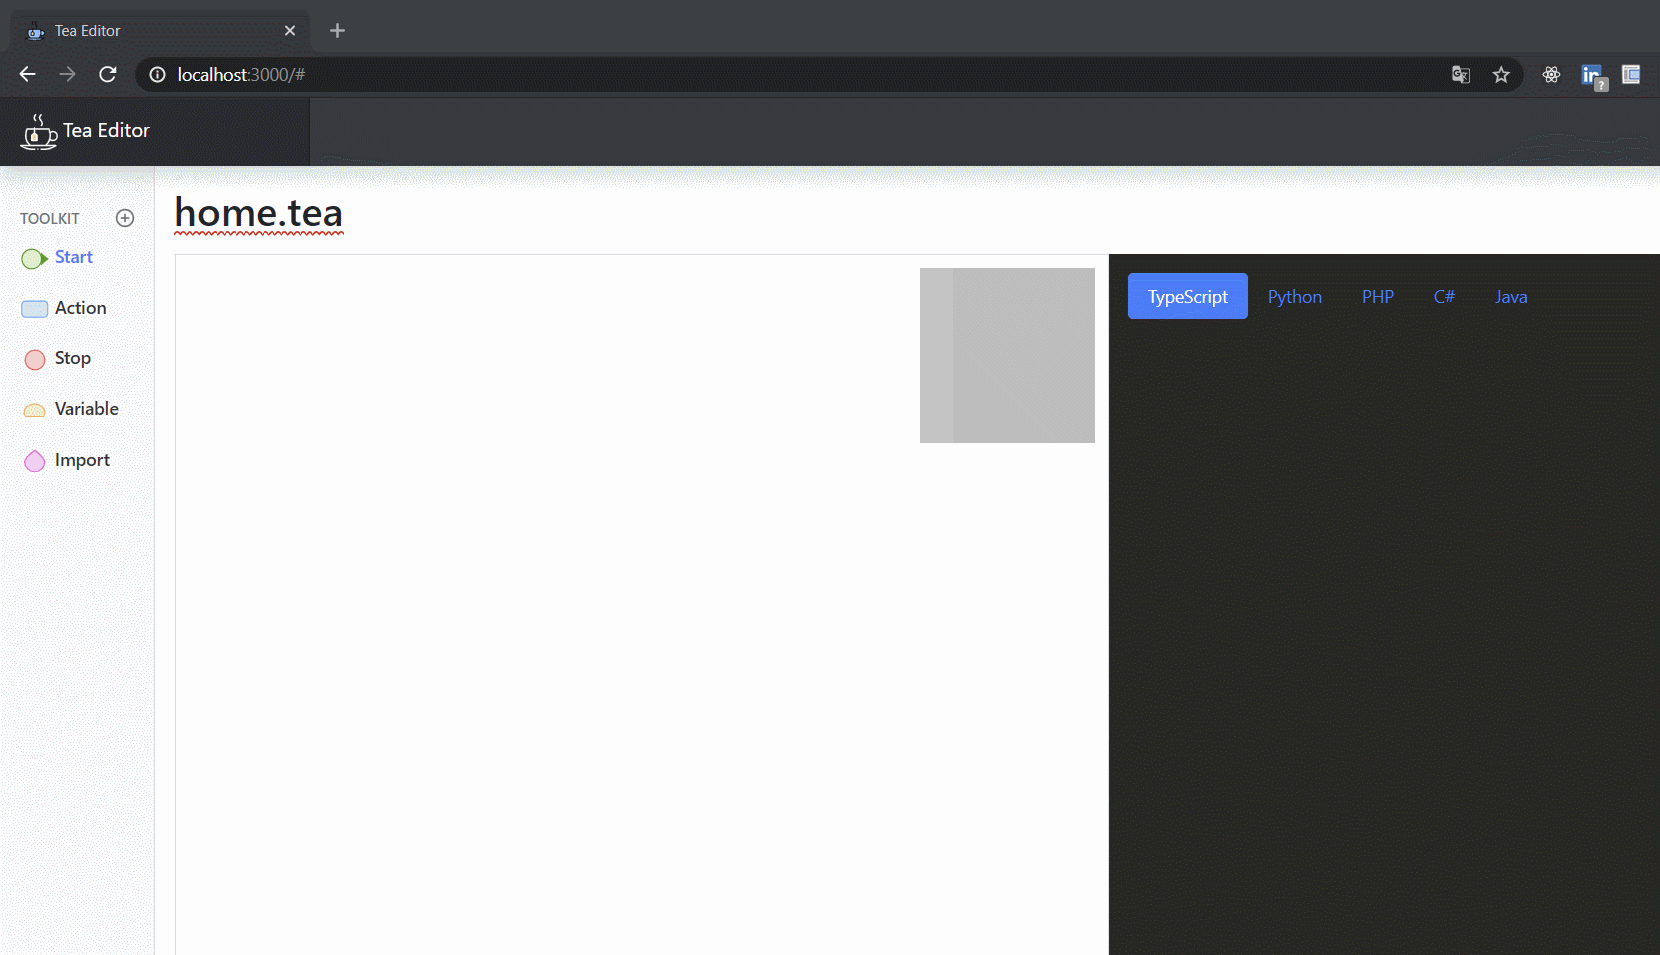 Tea Editor
localhost:3000/#
Tea Editor
TOOLKIT
Start
Action
Stop
Variable
Import
home.tea
TypeScript Python PHP C# Java